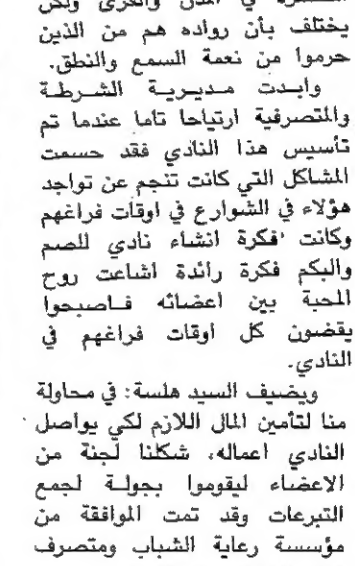 في المدن والقرى ولكن
يختلف بأن رواده هم من الذين
حرموا من نعمة السمع والنطق.
وابدت مديرية الشرطة
والمتصرفية ارتياحا تاما عندما تم
تأسيس هذا النادي فقد حسمت
المشاكل التي كانت تنجم عن تواجد
هؤلاء في الشوارع في اوقات فراغهم
وكانت فكرة انشاء نادي للصم
والبكم فكرة رائدة اشاعت روح
المحبة بين اعضائه فاصبحوا
يقضون كل اوقات فراغهم في
النادي.
ويضيف السيد هلسة: في محاولة
منا لتأمين المال اللازم لكي يواصل
النادي اعماله، شكلنا لجنة من
الاعضاء ليقوموا بجولة لجمع
التبرعات وقد تمت الموافقة من
مؤسسة رعاية الشباب ومتصرف